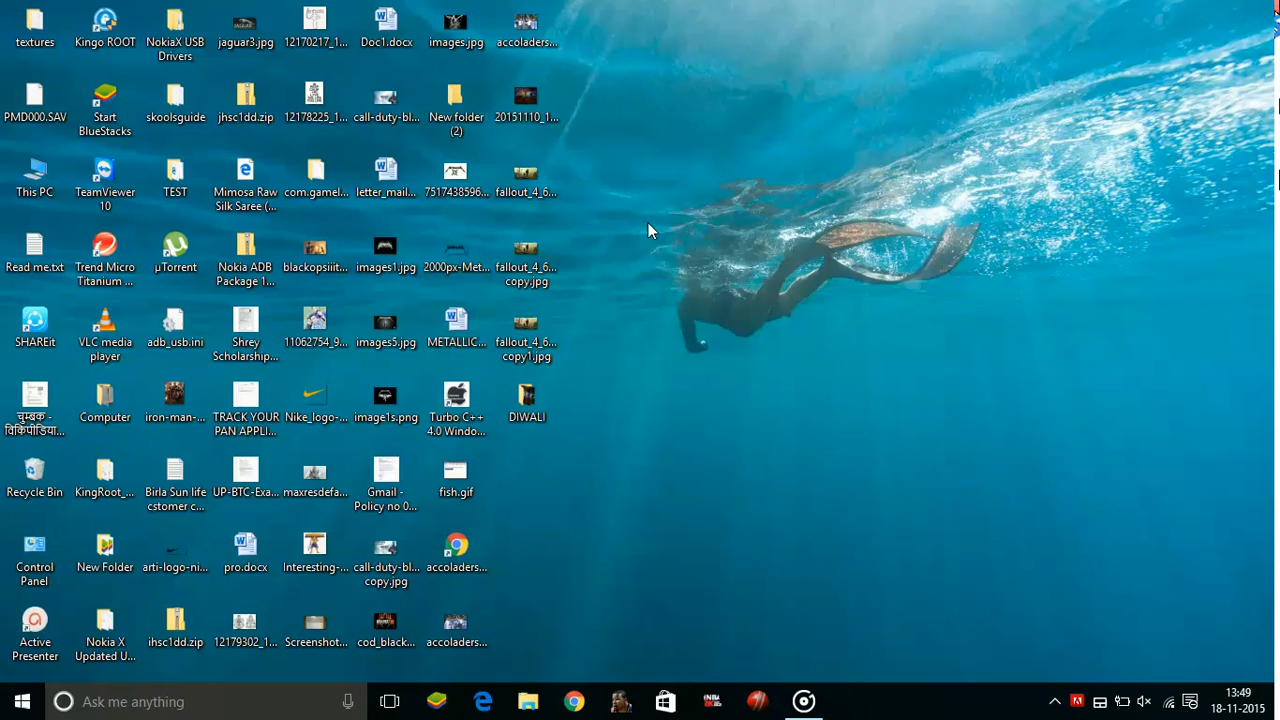 textures
Kingo ROOT
NokiaX USB
Drivers
jaguar3.jpg
12170217_1...
Doc1.docx
images.jpg
accoladers...
PMD000.SAV
Start
BlueStacks
skoolsguide
jhsc1dd.zip
12178225_1...
call-duty-bl...
New folder
(2)
20151110_1...
This PC
TeamViewer
10
TEST
Mimosa Raw
Silk Saree (...
com.gamel...
letter_mail...
7517438596...
fallout_4_6...
Read me.txt
Trend Micro
Titanium ...
µTorrent
Nokia ADB
Package 1...
blackopsiiit...
images1.jpg
2000px-Met...
fallout_4_6...
copy.jpg
SHAREit
VLC media
player
adb_usb.ini
Shrey
Scholarship...
11062754_9...
images5.jpg
METALLIC...
fallout_4_6...
copy1.jpg
चुम्बक -
विकिपीडिया...
Computer
iron-man-...
TRACK YOUR
PAN APPLI...
Nike_logo-...
image1s.png
Turbo C++
4.0 Windo...
DIWALI
Recycle Bin
KingRoot_...
Birla Sun life
cstomer c...
UP-BTC-Exa...
maxresdefa...
Gmail -
Policy no 0...
fish.gif
Control
Panel
New Folder
arti-logo-ni...
pro.docx
Interesting-...
call-duty-bl...
copy.jpg
accoladers...
Active
Presenter
Nokia X
Updated U...
ihsc1dd.zip
12179302_1...
Screenshot...
cod_black...
accoladers...
Ask me anything
13:49
18-11-2015